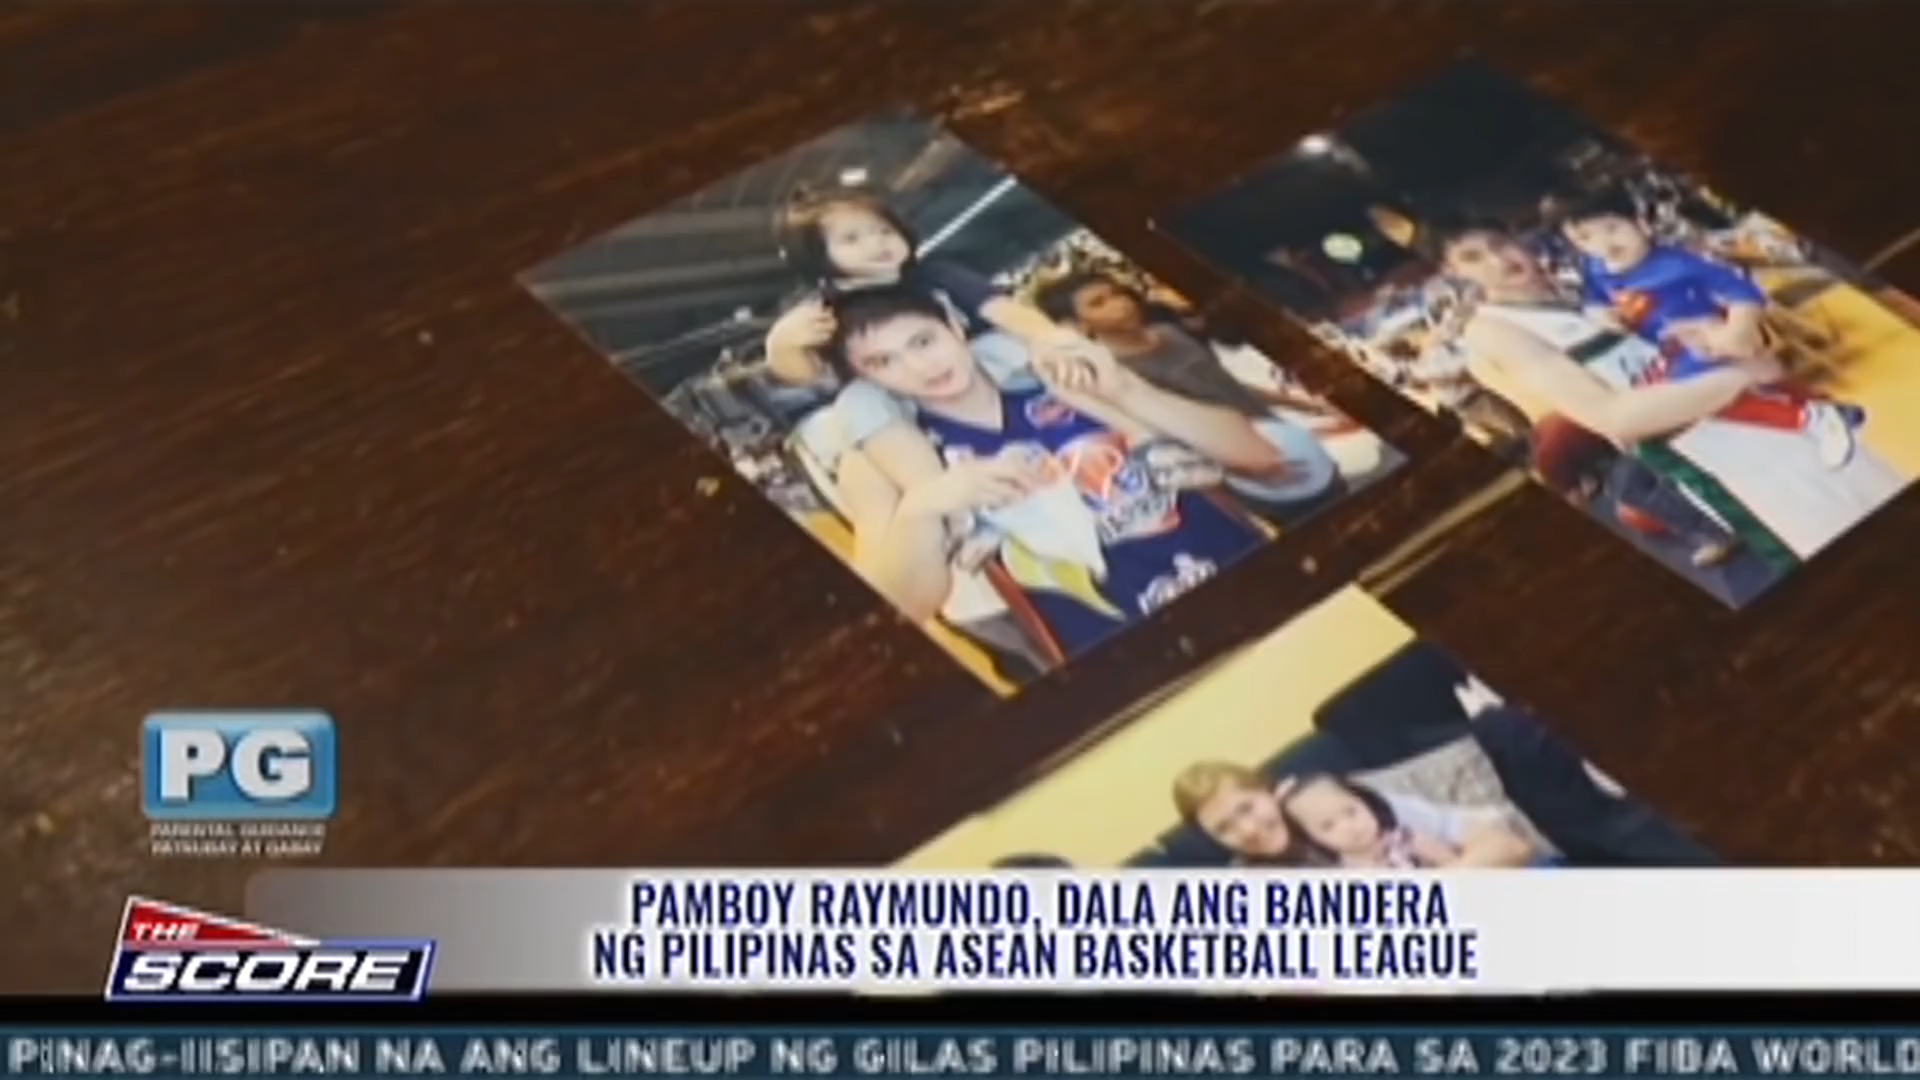 PG
PARENTAL GUIDANCE
PATNUBAY AT GABAY
THE
SCORE
PAMBOY RAYMUNDO, DALA ANG BANDERA
NG PILIPINAS SA ASEAN BASKETBALL LEAGUE
PINAG-IISIPAN NA ANG LINEUP NG GILAS PILIPINAS PARA SA 2023 FIBA WORLD